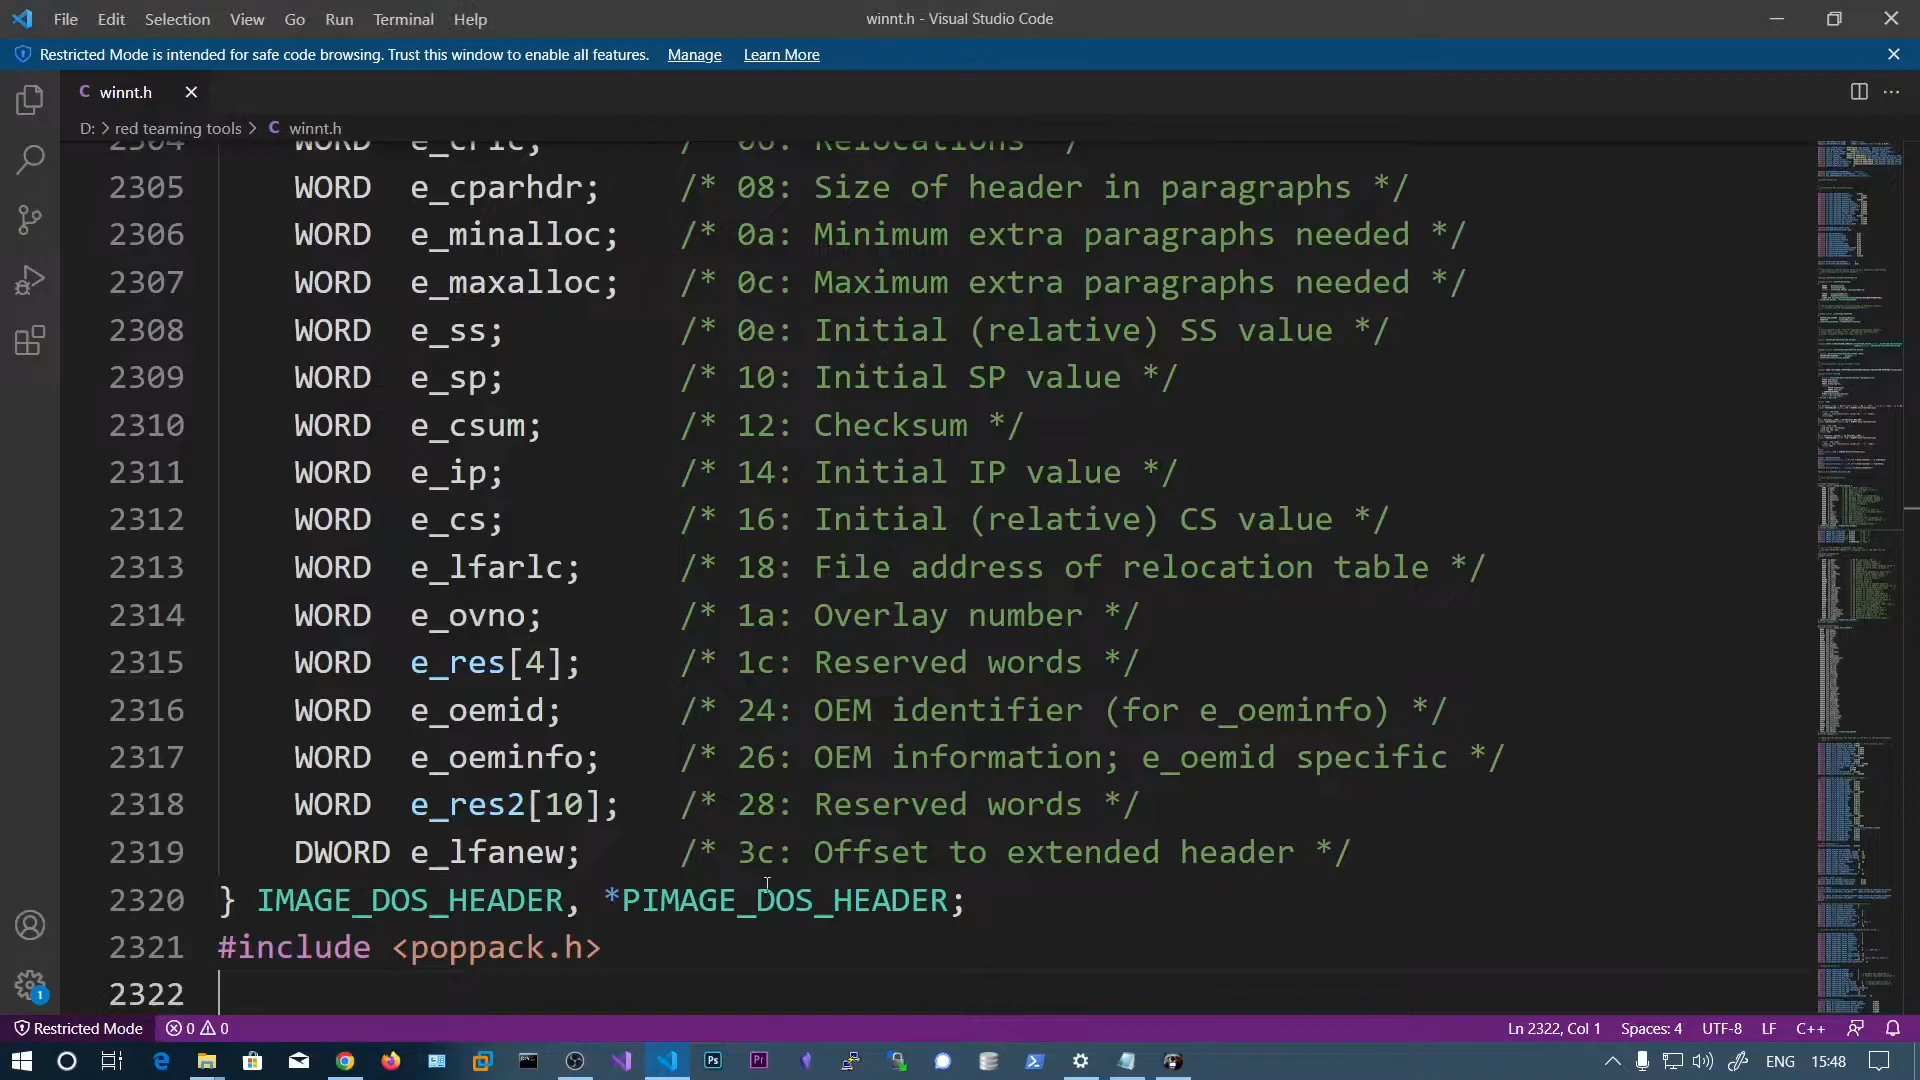 File Edit Selection View Go Run Terminal Help winnt.h - Visual Studio Code
Restricted Mode is intended for safe code browsing. Trust this window to enable all features. Manage Learn More
C winnt.h
D: > red teaming tools > C winnt.h
2304 WORD e_crlc; /* 06: Relocations */
2305 WORD e_cparhdr; /* 08: Size of header in paragraphs */
2306 WORD e_minalloc; /* 0a: Minimum extra paragraphs needed */
2307 WORD e_maxalloc; /* 0c: Maximum extra paragraphs needed */
2308 WORD e_ss; /* 0e: Initial (relative) SS value */
2309 WORD e_sp; /* 10: Initial SP value */
2310 WORD e_csum; /* 12: Checksum */
2311 WORD e_ip; /* 14: Initial IP value */
2312 WORD e_cs; /* 16: Initial (relative) CS value */
2313 WORD e_lfarlc; /* 18: File address of relocation table */
2314 WORD e_ovno; /* 1a: Overlay number */
2315 WORD e_res[4]; /* 1c: Reserved words */
2316 WORD e_oemid; /* 24: OEM identifier (for e_oeminfo) */
2317 WORD e_oeminfo; /* 26: OEM information; e_oemid specific */
2318 WORD e_res2[10]; /* 28: Reserved words */
2319 DWORD e_lfanew; /* 3c: Offset to extended header */
2320 } IMAGE_DOS_HEADER, *PIMAGE_DOS_HEADER;
2321 #include <poppack.h>
2322
1
Restricted Mode 0 0 Ln 2322, Col 1 Spaces: 4 UTF-8 LF C++
Ps Pr ENG 15:48